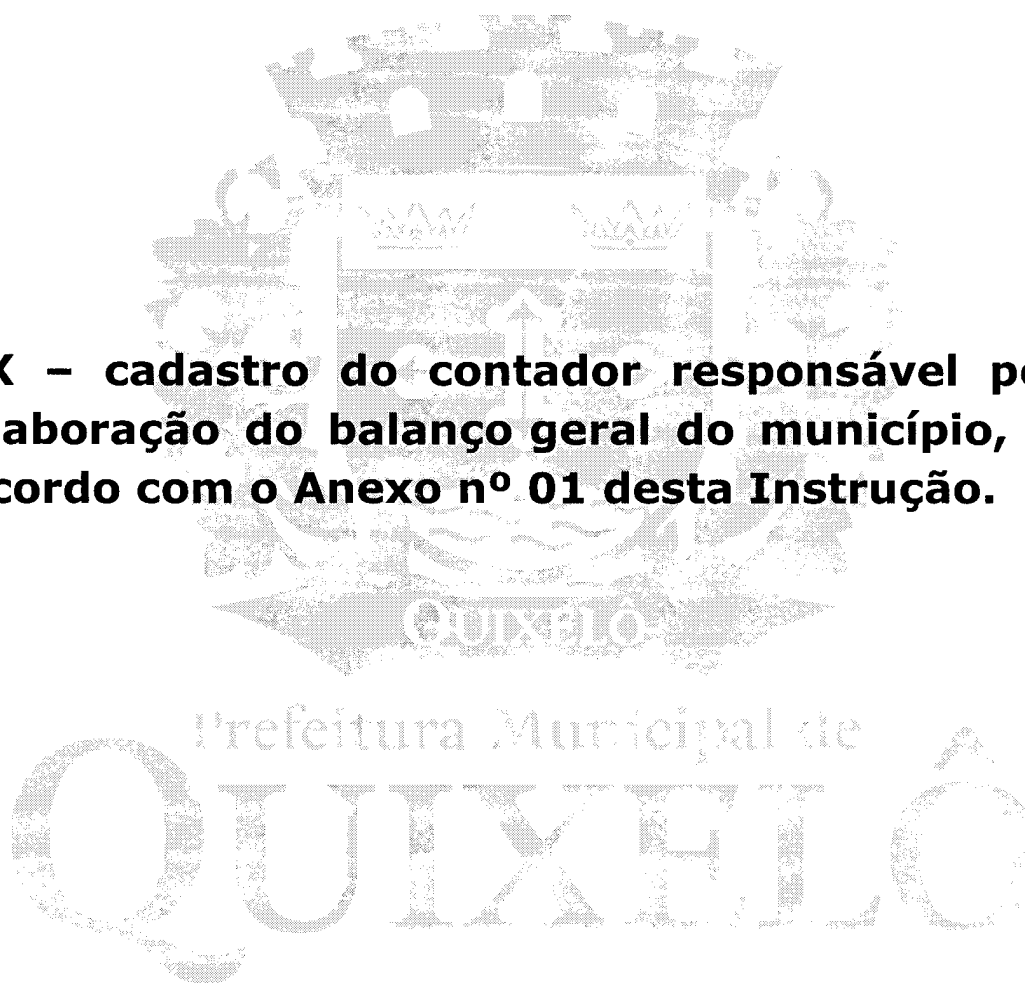 X – cadastro do contador responsável pe
aboração do balanço geral do município,
cordo com o Anexo nº 01 desta Instrução.
QUIXELÔ
Prefeitura Municipal de
QUIXELÔ